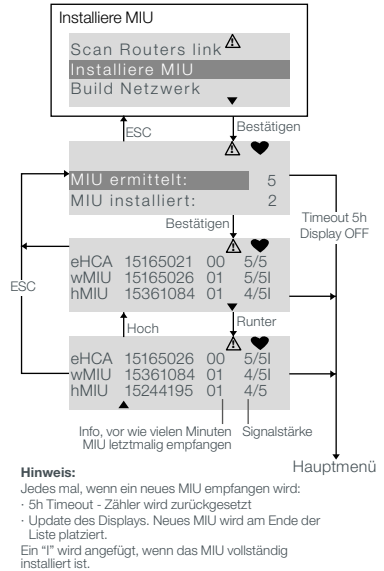 Installiere MIU
Scan Routers link
Installiere MIU
Build Netzwerk
ESC
Bestätigen
MIU ermittelt: 5
MIU installiert: 2
Timeout 5h
Display OFF
Bestätigen
eHCA 15165021 00 5/5
wMIU 15165026 01 5/5I
hMIU 15361084 01 4/5I
ESC
Hoch
Runter
eHCA 15165026 00 5/5I
wMIU 15361084 01 4/5I
hMIU 15244195 01 4/5
Info, vor wie vielen Minuten
MIU letztmalig empfangen
Signalstärke
Hauptmenü
Hinweis:
Jedes mal, wenn ein neues MIU empfangen wird:
· 5h Timeout - Zähler wird zurückgesetzt
· Update des Displays. Neues MIU wird am Ende der
Liste platziert.
Ein "I" wird angefügt, wenn das MIU vollständig
installiert ist.